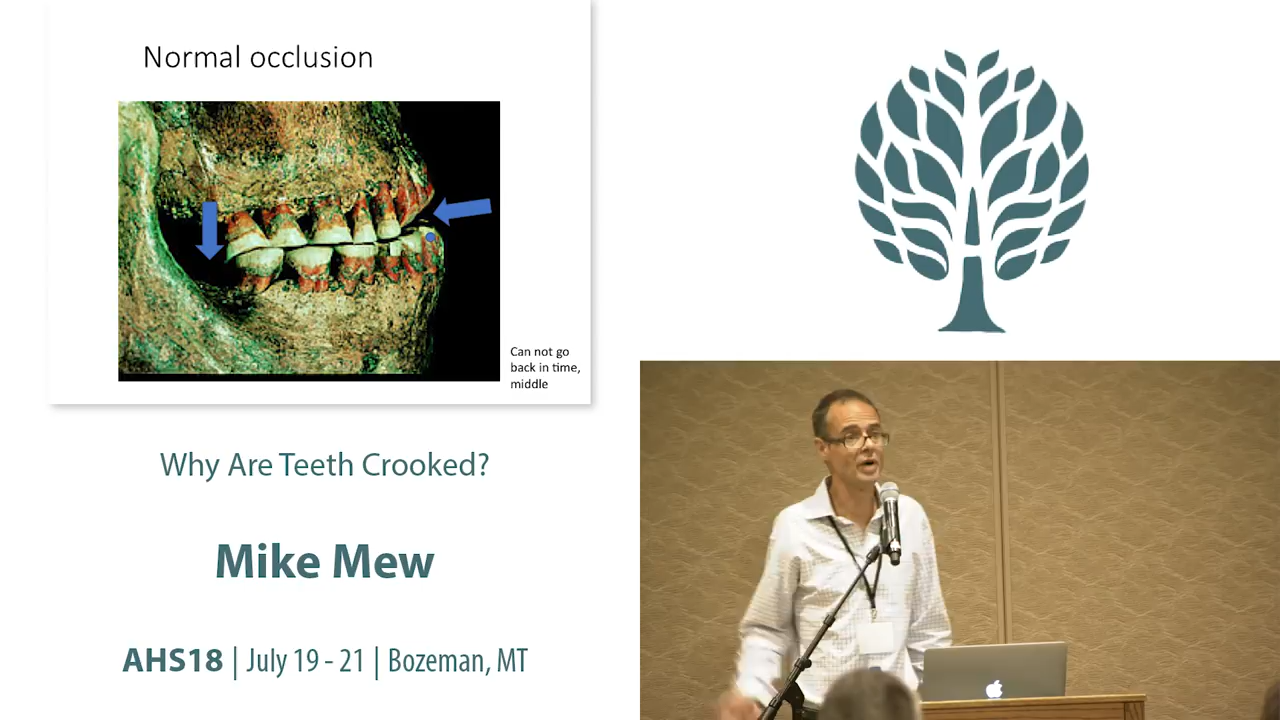 Normal occlusion
Can not go
back in time,
middle
Why Are Teeth Crooked?
Mike Mew
AHS18 | July 19 - 21 | Bozeman, MT